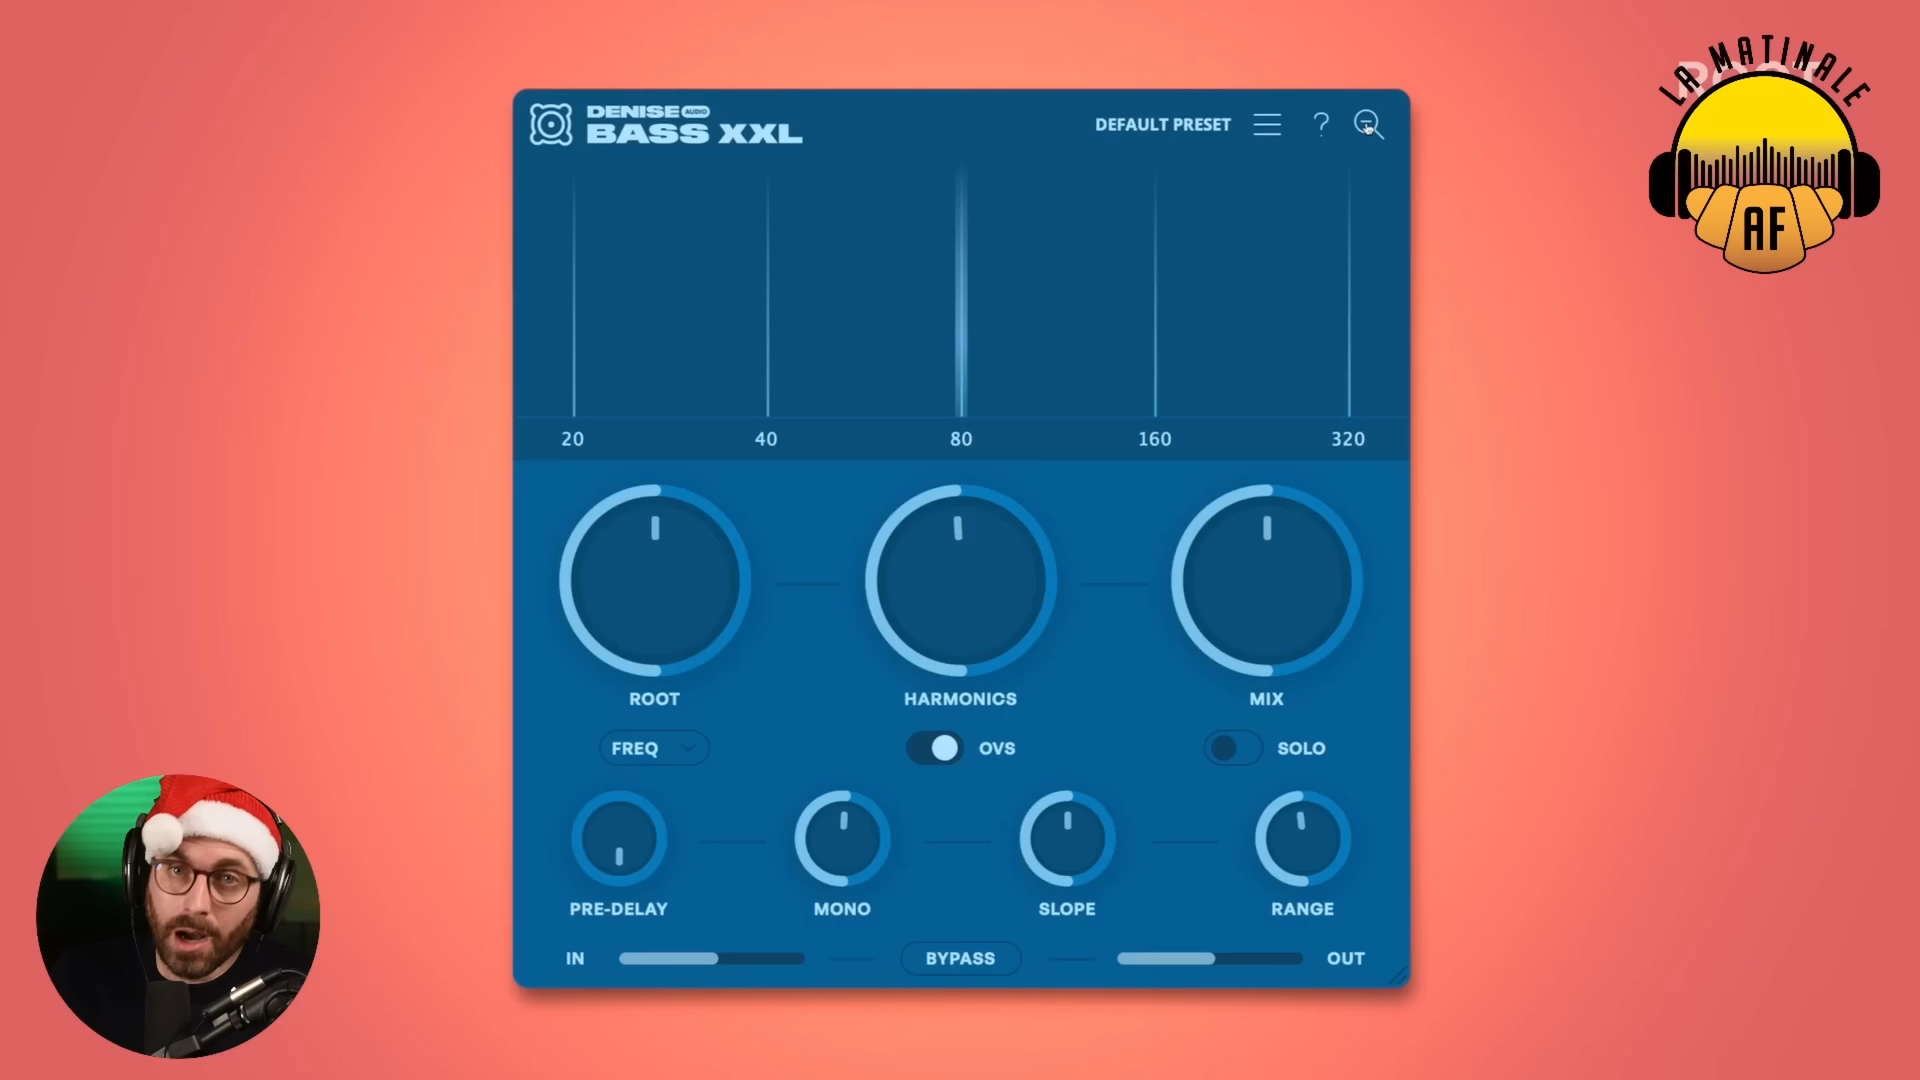 DENISE AUDIO
BASS XXL
DEFAULT PRESET
?
LA MATINALE
AF
20 40 80 160 320
ROOT HARMONICS MIX
FREQ OVS SOLO
PRE-DELAY MONO SLOPE RANGE
IN BYPASS OUT